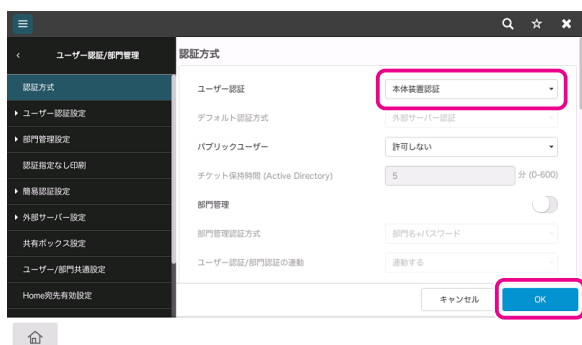 ユーザー認証/部門管理
認証方式
認証方式
ユーザー認証設定
部門管理設定
認証指定なし印刷
簡易認証設定
外部サーバー設定
共有ボックス設定
ユーザー/部門共通設定
Home宛先有効設定
ユーザー認証
本体装置認証
デフォルト認証方式
外部サーバー認証
パブリックユーザー
許可しない
チケット保持時間 (Active Directory)
5
分 (0-600)
部門管理
部門管理認証方式
部門名+パスワード
ユーザー認証/部門認証の連動
連動する
キャンセル
OK